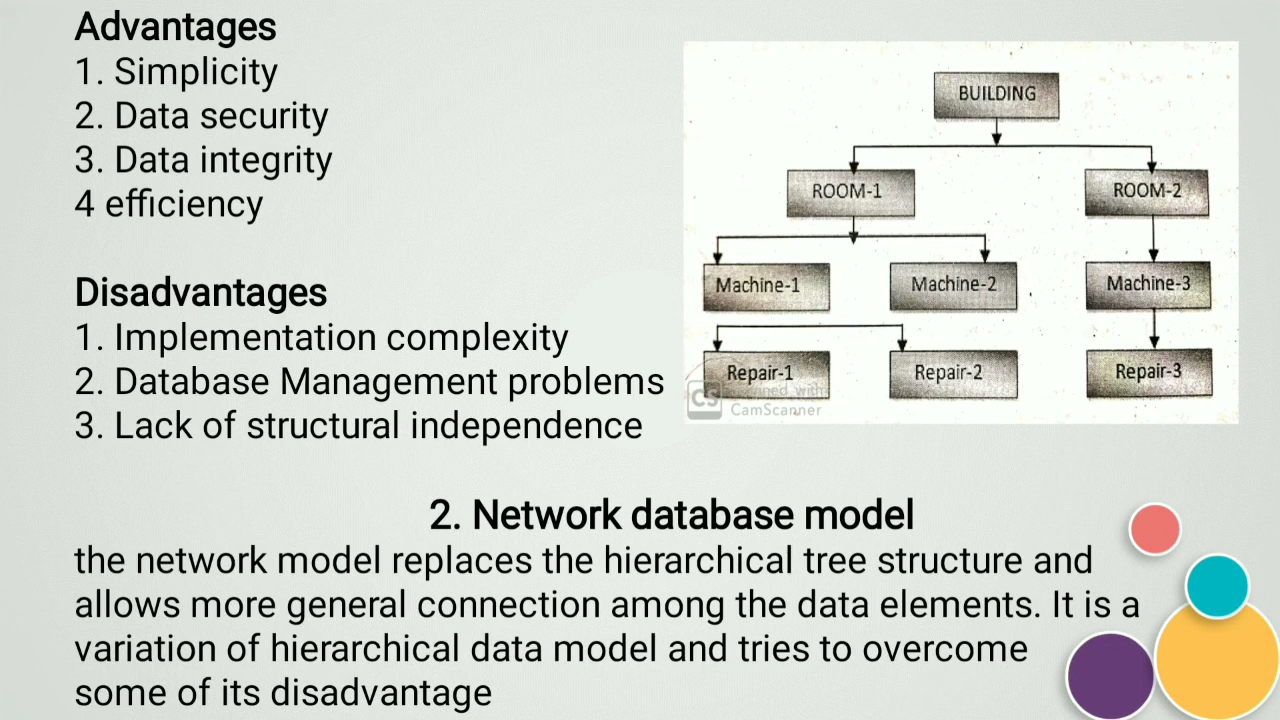 Advantages
1. Simplicity
2. Data security
3. Data integrity
4 efficiency
Disadvantages
1. Implementation complexity
2. Database Management problems
3. Lack of structural independence
BUILDING
ROOM-1
ROOM-2
Machine-1
Machine-2
Machine-3
Repair-1
Repair-2
Repair-3
CS
with
CamScanner
2. Network database model
the network model replaces the hierarchical tree structure and
allows more general connection among the data elements. It is a
variation of hierarchical data model and tries to overcome
some of its disadvantage